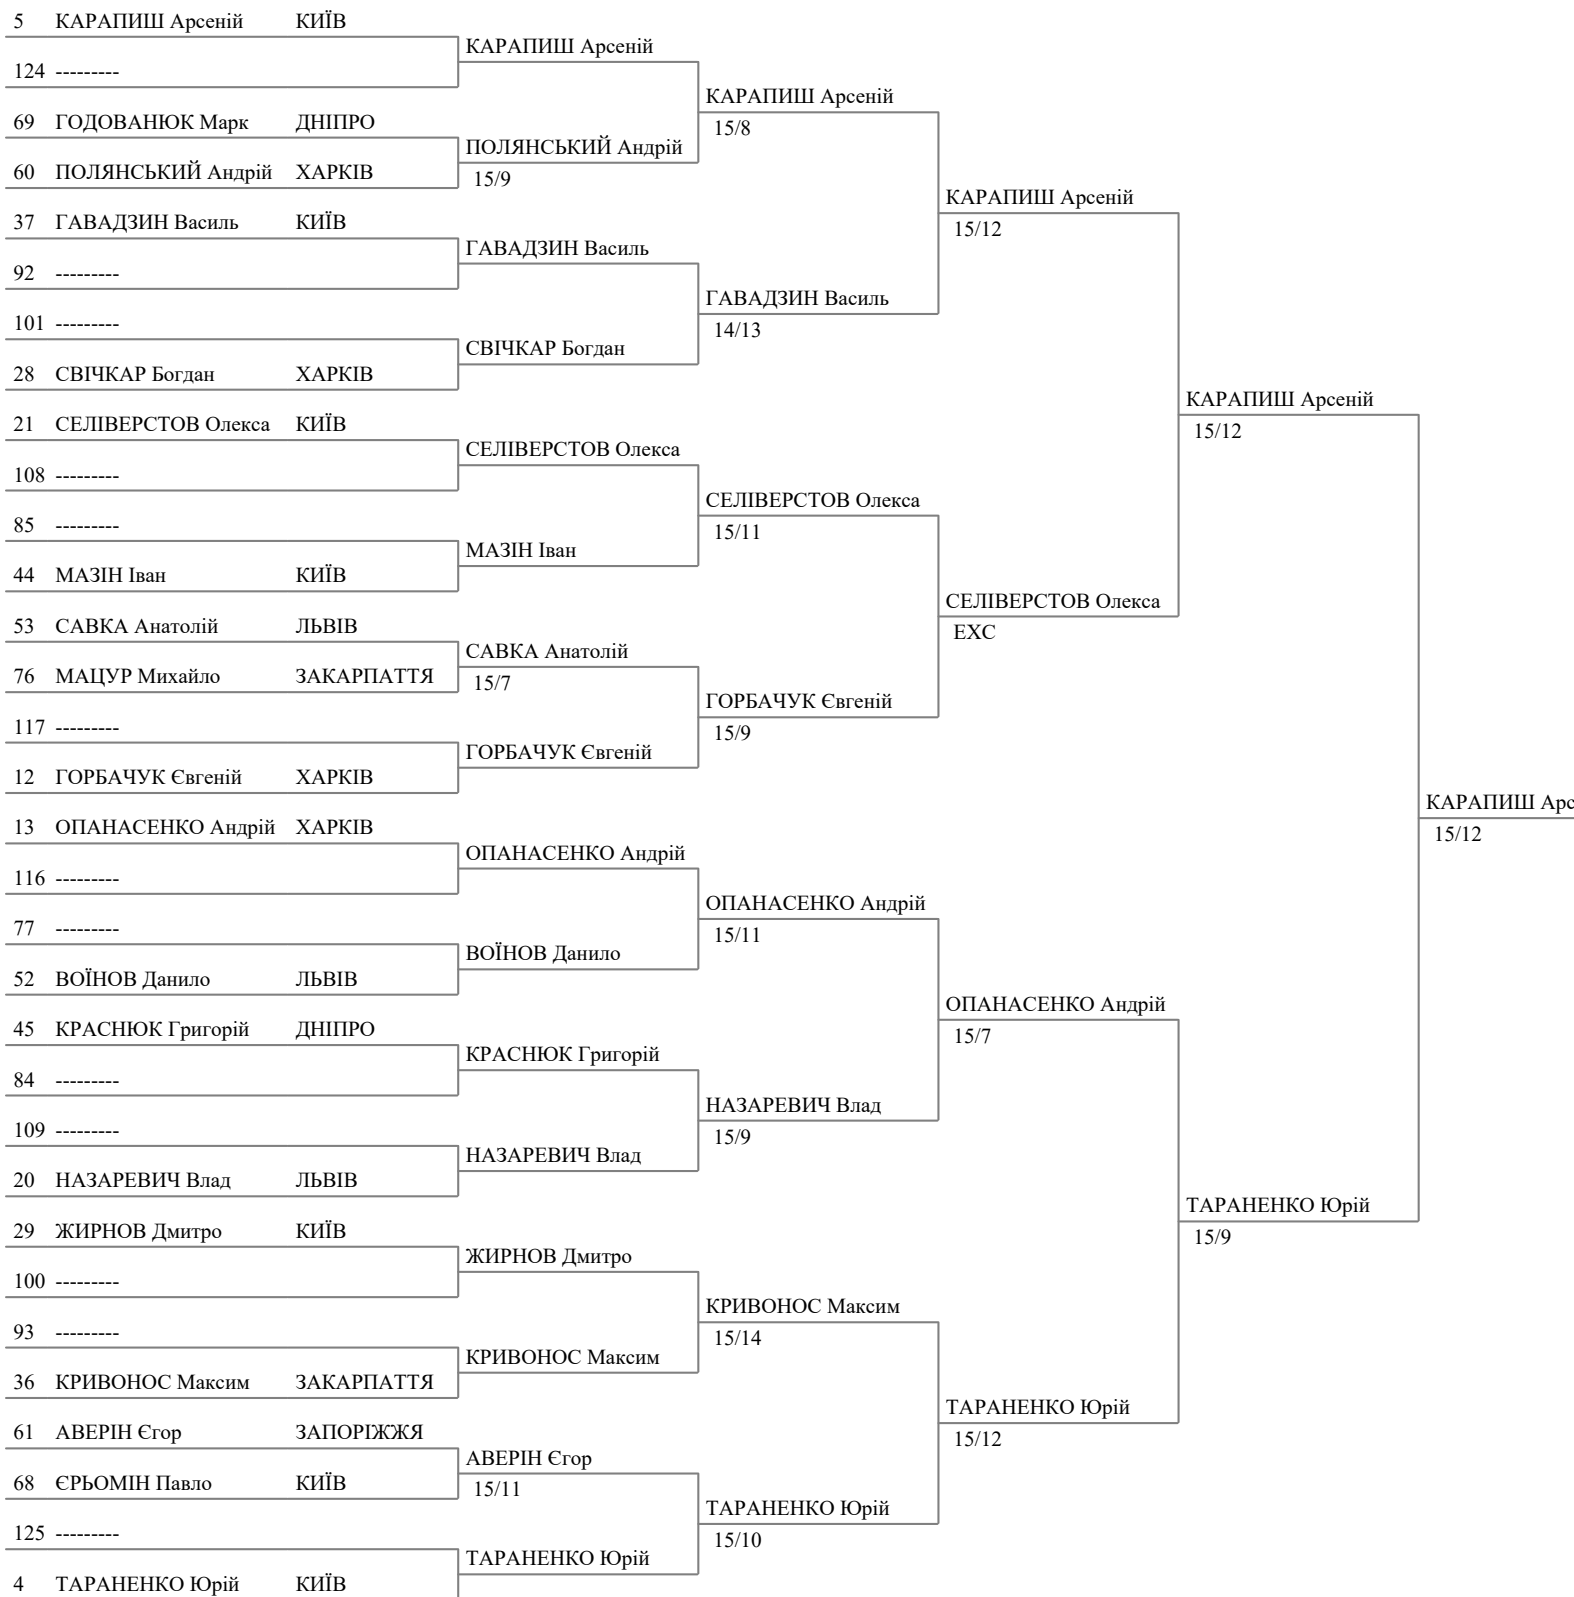 5 КАРАПИШ Арсеній КИЇВ
КАРАПИШ Арсеній
124 ---------
КАРАПИШ Арсеній
69 ГОДОВАНЮК Марк ДНІПРО
15/8
ПОЛЯНСЬКИЙ Андрій
60 ПОЛЯНСЬКИЙ Андрій ХАРКІВ
15/9
КАРАПИШ Арсеній
37 ГАВАДЗИН Василь КИЇВ
15/12
ГАВАДЗИН Василь
92 ---------
ГАВАДЗИН Василь
101 ---------
14/13
СВІЧКАР Богдан
28 СВІЧКАР Богдан ХАРКІВ
КАРАПИШ Арсеній
21 СЕЛІВЕРСТОВ Олекса КИЇВ
15/12
СЕЛІВЕРСТОВ Олекса
108 ---------
СЕЛІВЕРСТОВ Олекса
85 ---------
15/11
МАЗІН Іван
44 МАЗІН Іван КИЇВ
СЕЛІВЕРСТОВ Олекса
53 САВКА Анатолій ЛЬВІВ
EXC
САВКА Анатолій
76 МАЦУР Михайло ЗАКАРПАТТЯ
15/7
ГОРБАЧУК Євгеній
117 ---------
15/9
ГОРБАЧУК Євгеній
12 ГОРБАЧУК Євгеній ХАРКІВ
КАРАПИШ Арс
13 ОПАНАСЕНКО Андрій ХАРКІВ
15/12
ОПАНАСЕНКО Андрій
116 ---------
ОПАНАСЕНКО Андрій
77 ---------
15/11
ВОЇНОВ Данило
52 ВОЇНОВ Данило ЛЬВІВ
ОПАНАСЕНКО Андрій
45 КРАСНЮК Григорій ДНІПРО
15/7
КРАСНЮК Григорій
84 ---------
НАЗАРЕВИЧ Влад
109 ---------
15/9
НАЗАРЕВИЧ Влад
20 НАЗАРЕВИЧ Влад ЛЬВІВ
ТАРАНЕНКО Юрій
29 ЖИРНОВ Дмитро КИЇВ
15/9
ЖИРНОВ Дмитро
100 ---------
КРИВОНОС Максим
93 ---------
15/14
КРИВОНОС Максим
36 КРИВОНОС Максим ЗАКАРПАТТЯ
ТАРАНЕНКО Юрій
61 АВЕРІН Єгор ЗАПОРІЖЖЯ
15/12
АВЕРІН Єгор
68 ЄРЬОМІН Павло КИЇВ
15/11
ТАРАНЕНКО Юрій
125 ---------
15/10
ТАРАНЕНКО Юрій
4 ТАРАНЕНКО Юрій КИЇВ